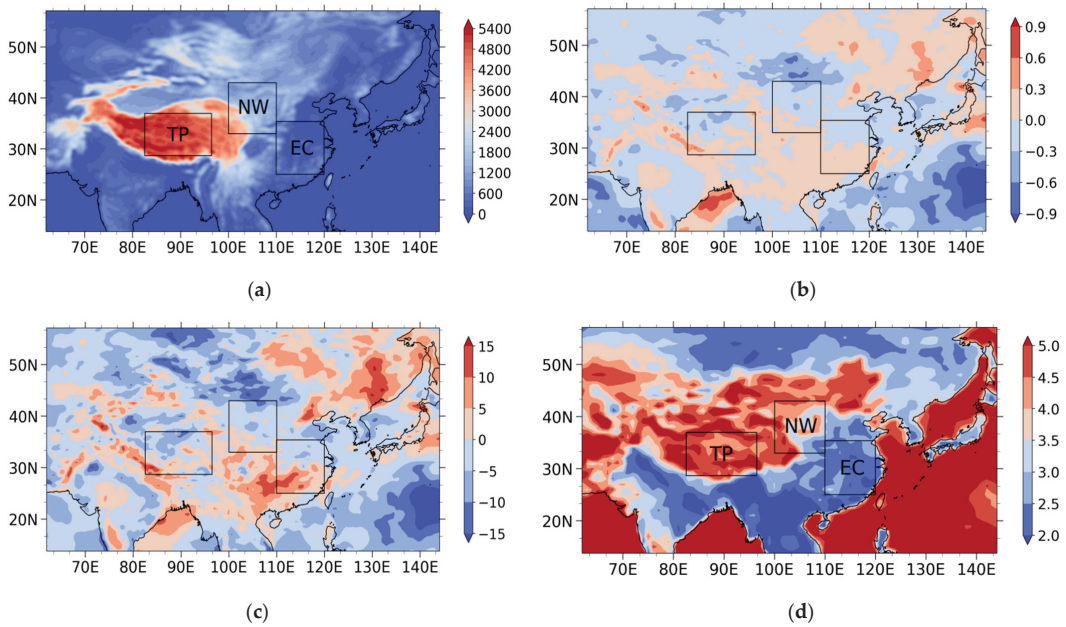 50N
40N
30N
20N
70E 80E 90E 100E 110E 120E 130E 140E
TP
NW
EC
5400
4800
4200
3600
3000
2400
1800
1200
600
0
(a)
50N
40N
30N
20N
70E 80E 90E 100E 110E 120E 130E 140E
0.9
0.6
0.3
0.0
−0.3
−0.6
−0.9
(b)
50N
40N
30N
20N
70E 80E 90E 100E 110E 120E 130E 140E
15
10
5
0
−5
−10
−15
(c)
50N
40N
30N
20N
70E 80E 90E 100E 110E 120E 130E 140E
TP
NW
EC
5.0
4.5
4.0
3.5
3.0
2.5
2.0
(d)